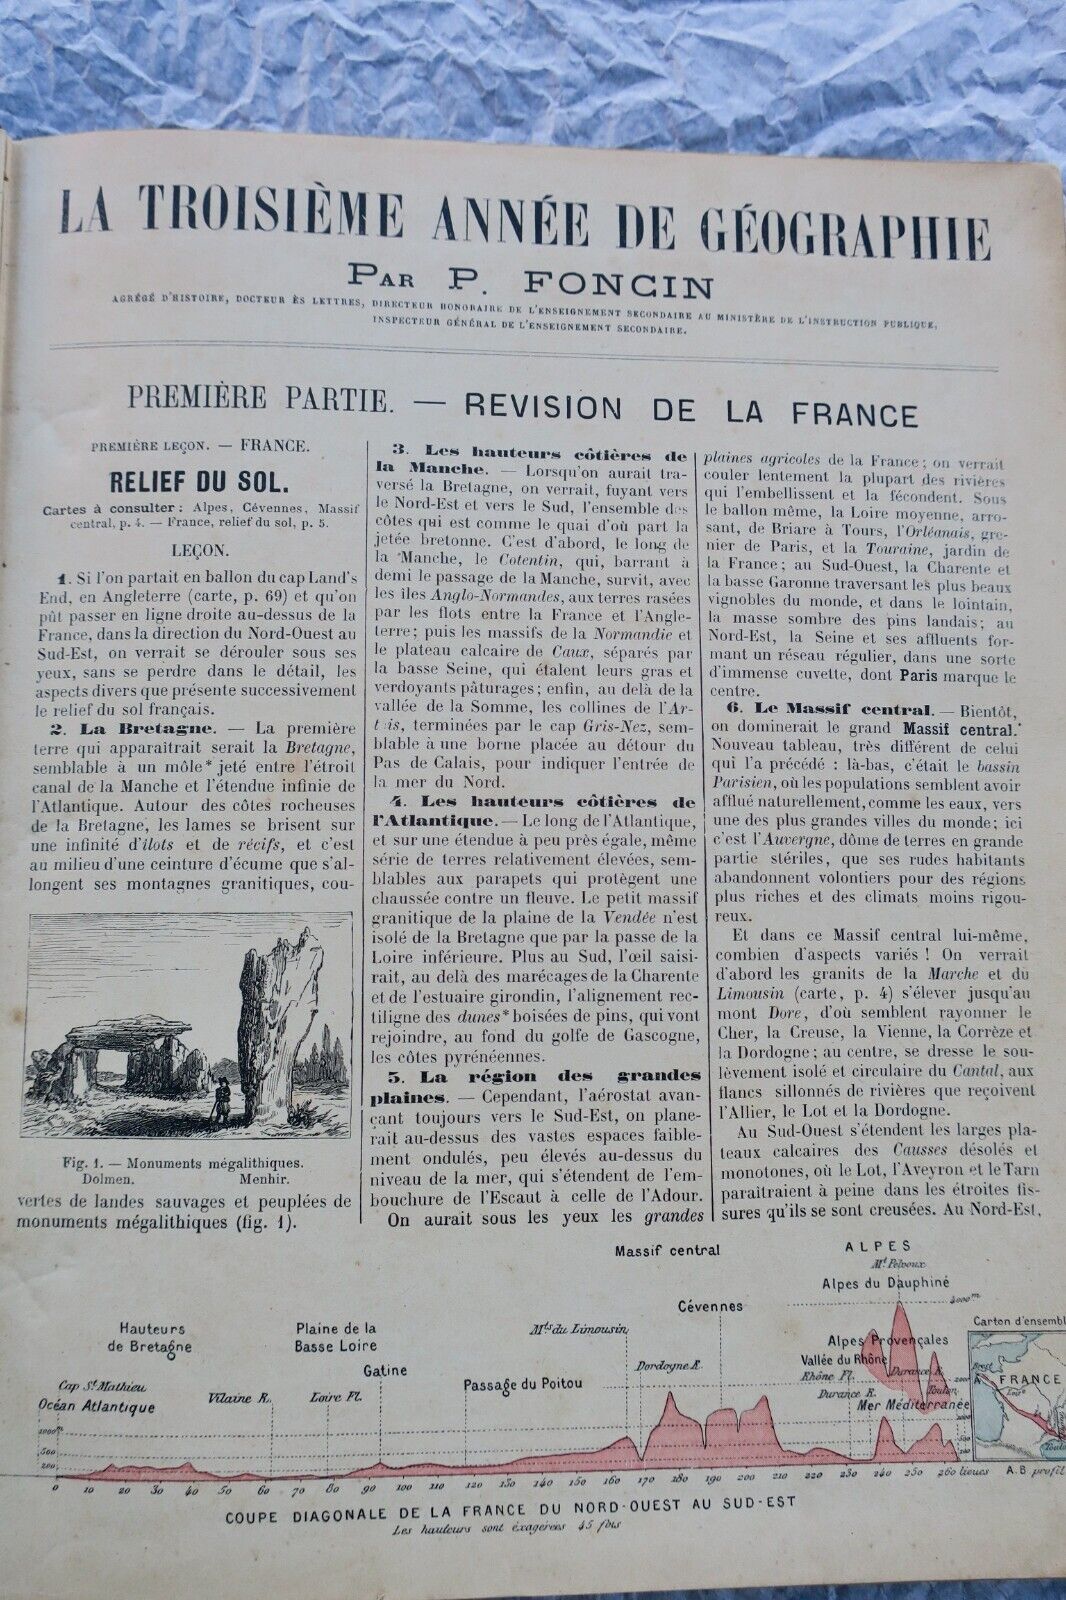 LA TROISIÈME ANNÉE DE GÉOGRAPHIE
PAR P. FONCIN
AGRÉGÉ D'HISTOIRE, DOCTEUR ÈS LETTRES, DIRECTEUR HONORAIRE DE L'ENSEIGNEMENT SECONDAIRE AU MINISTÈRE DE L'INSTRUCTION PUBLIQUE,
INSPECTEUR GÉNÉRAL DE L'ENSEIGNEMENT SECONDAIRE.
PREMIÈRE PARTIE. — REVISION DE LA FRANCE
PREMIÈRE LEÇON. — FRANCE.
RELIEF DU SOL.
Cartes à consulter : Alpes, Cévennes, Massif
central, p. 4. — France, relief du sol, p. 5.
LEÇON.
1. Si l'on partait en ballon du cap Land's
End, en Angleterre (carte, p. 69) et qu'on
pût passer en ligne droite au-dessus de la
France, dans la direction du Nord-Ouest au
Sud-Est, on verrait se dérouler sous ses
yeux, sans se perdre dans le détail, les
aspects divers que présente successivement
le relief du sol français.
2. La Bretagne. — La première
terre qui apparaitrait serait la Bretagne,
semblable à un môle* jeté entre l'étroit
canal de la Manche et l'étendue infinie de
l'Atlantique. Autour des côtes rocheuses
de la Bretagne, les lames se brisent sur
une infinité d'ilots et de récifs, et c'est
au milieu d'une ceinture d'écume que s'al-
longent ses montagnes granitiques, cou-
Fig. 1. — Monuments mégalithiques.
Dolmen. Menhir.
vertes de landes sauvages et peuplées de
monuments mégalithiques (fig. 1).
3. Les hauteurs côtières de
la Manche. — Lorsqu'on aurait tra-
versé la Bretagne, on verrait, fuyant vers
le Nord-Est et vers le Sud, l'ensemble des
côtes qui est comme le quai d'où part la
jetée bretonne. C'est d'abord, le long de
la Manche, le Cotentin, qui, barrant à
demi le passage de la Manche, survit, avec
les îles Anglo-Normandes, aux terres rasées
par les flots entre la France et l'Angle-
terre; puis les massifs de la Normandie et
le plateau calcaire de Caux, séparés par
la basse Seine, qui étalent leurs gras et
verdoyants pâturages; enfin, au delà de la
vallée de la Somme, les collines de l'Ar-
tois, terminées par le cap Gris-Nez, sem-
blable à une borne placée au détour du
Pas de Calais, pour indiquer l'entrée de
la mer du Nord.
4. Les hauteurs côtières de
l'Atlantique. — Le long de l'Atlantique,
et sur une étendue à peu près égale, même
série de terres relativement élevées, sem-
blables aux parapets qui protègent une
chaussée contre un fleuve. Le petit massif
granitique de la plaine de la Vendée n'est
isolé de la Bretagne que par la passe de la
Loire inférieure. Plus au Sud, l'œil saisi-
rait, au delà des marécages de la Charente
et de l'estuaire girondin, l'alignement rec-
tiligne des dunes* boisées de pins, qui vont
rejoindre, au fond du golfe de Gascogne,
les côtes pyrénéennes.
5. La région des grandes
plaines. — Cependant, l'aérostat avan-
çant toujours vers le Sud-Est, on plane-
rait au-dessus des vastes espaces faible-
ment ondulés, peu élevés au-dessus du
niveau de la mer, qui s'étendent de l'em-
bouchure de l'Escaut à celle de l'Adour.
On aurait sous les yeux les grandes
plaines agricoles de la France; on verrait
couler lentement la plupart des rivières
qui l'embellissent et la fécondent. Sous
le ballon même, la Loire moyenne, arro-
sant, de Briare à Tours, l'Orléanais, gre-
nier de Paris, et la Touraine, jardin de
la France; au Sud-Ouest, la Charente et
la basse Garonne traversant les plus beaux
vignobles du monde, et dans le lointain,
la masse sombre des pins landais; au
Nord-Est, la Seine et ses affluents for-
mant un réseau régulier, dans une sorte
d'immense cuvette, dont Paris marque le
centre.
6. Le Massif central. — Bientôt,
on dominerait le grand Massif central.*
Nouveau tableau, très différent de celui
qui l'a précédé : là-bas, c'était le bassin
Parisien, où les populations semblent avoir
afflué naturellement, comme les eaux, vers
une des plus grandes villes du monde; ici
c'est l'Auvergne, dôme de terres en grande
partie stériles, que ses rudes habitants
abandonnent volontiers pour des régions
plus riches et des climats moins rigou-
reux.
Et dans ce Massif central lui-même,
combien d'aspects variés ! On verrait
d'abord les granits de la Marche et du
Limousin (carte, p. 4) s'élever jusqu'au
mont Dore, d'où semblent rayonner le
Cher, la Creuse, la Vienne, la Corrèze et
la Dordogne; au centre, se dresse le sou-
lèvement isolé et circulaire du Cantal, aux
flancs sillonnés de rivières que reçoivent
l'Allier, le Lot et la Dordogne.
Au Sud-Ouest s'étendent les larges pla-
teaux calcaires des Causses désolés et
monotones, où le Lot, l'Aveyron et le Tarn
paraîtraient à peine dans les étroites fis-
sures qu'ils se sont creusées. Au Nord-Est,
Massif central
ALPES
Mt Pelvoux
Alpes du Dauphiné
4000m
Cévennes
Hauteurs
de Bretagne
Plaine de la
Basse Loire
Mts du Limousin
Alpes Provençales
Carton d'ensembl
Gatine
Dordogne R.
Vallée du Rhône
Rhône Fl.
Durance R.
2000
Cap St Mathieu
Vilaine R.
Loire Fl.
Passage du Poitou
Durance R.
Toulon
Océan Atlantique
Mer Méditerranée
1000m
1000
500
500
200
200
Brest
A
FRANCE
Loire
Toulon
0 10 20 30 40 50 60 70 80 90 100 110 120 130 140 150 160 170 180 190 200 210 220 230 240 250 260 lieues
A.B profil
COUPE DIAGONALE DE LA FRANCE DU NORD-OUEST AU SUD-EST
Les hauteurs sont exagérées 45 fois